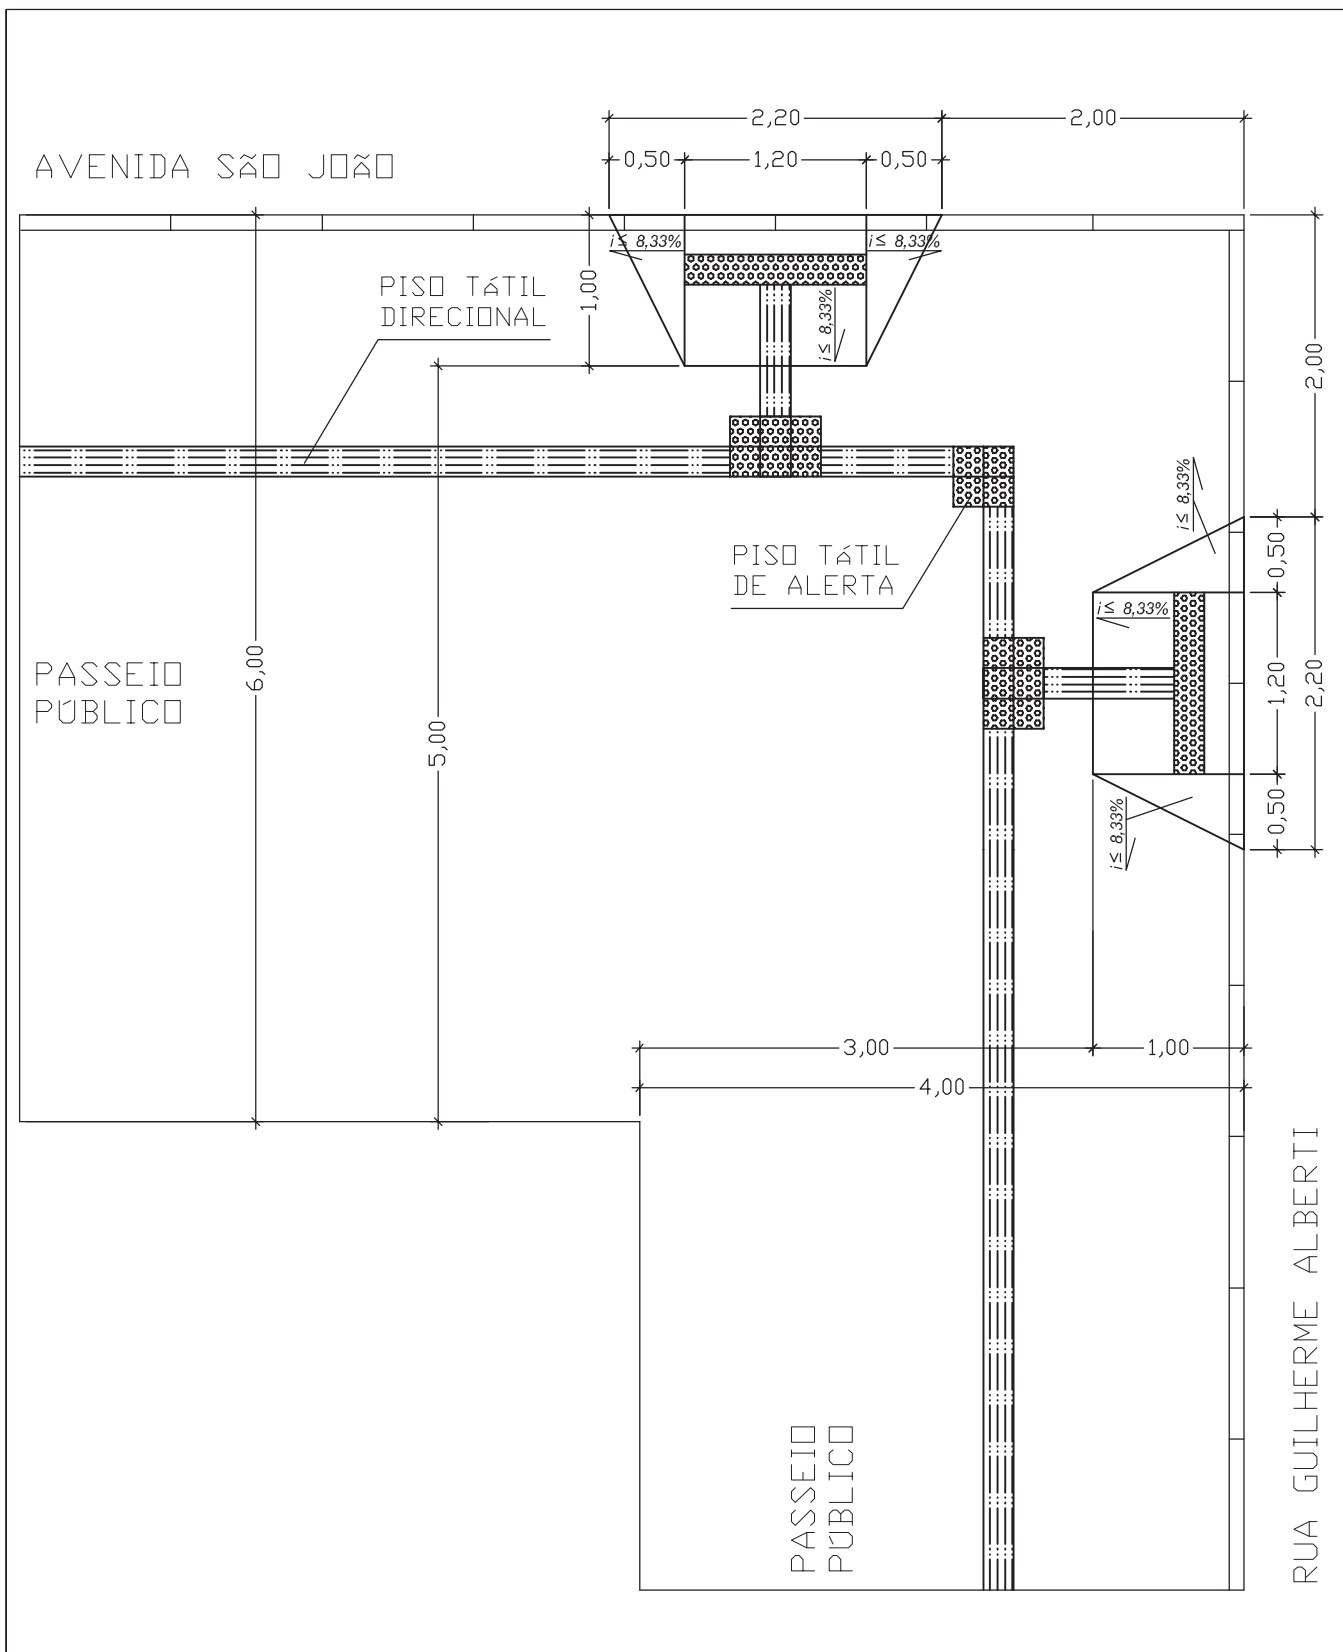 2,20
2,00
AVENIDA SÃO JOÃO
0,50
1,20
0,50
i ≤ 8,33%
i ≤ 8,33%
PISO TÁTIL
DIRECIONAL
1,00
i ≤ 8,33%
2,00
i ≤ 8,33%
PISO TÁTIL
DE ALERTA
0,50
i ≤ 8,33%
PASSEIO
PÚBLICO
6,00
5,00
1,20
2,20
0,50
i ≤ 8,33%
3,00
1,00
4,00
RUA GUILHERME ALBERTI
PASSEIO
PÚBLICO